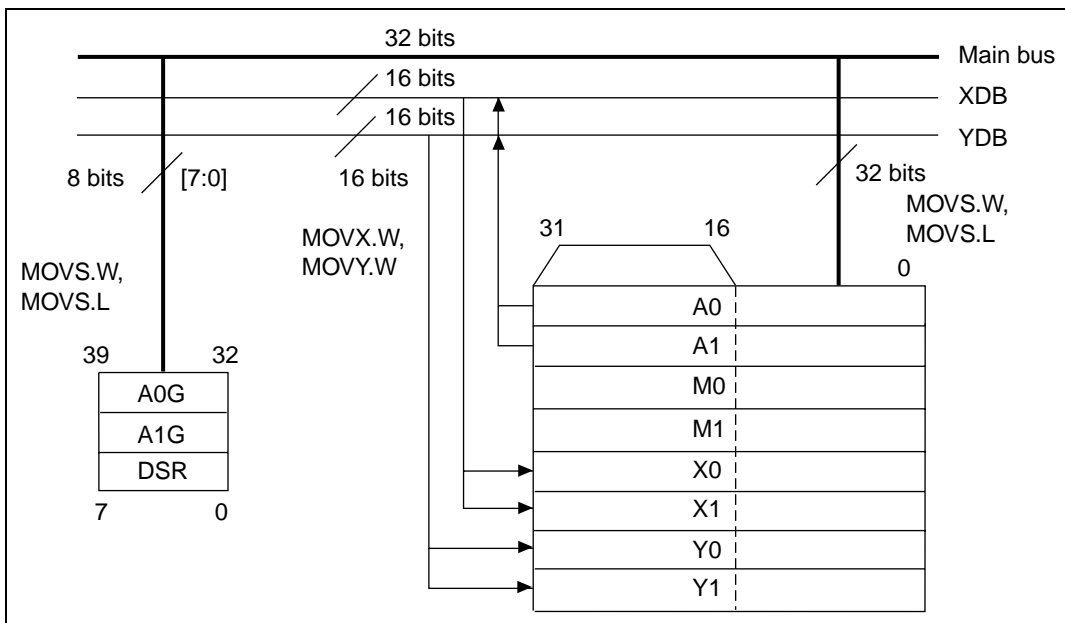 32 bits
Main bus
16 bits
XDB
16 bits
YDB
8 bits
[7:0]
16 bits
32 bits
MOVS.W,
MOVS.L
MOVX.W,
MOVY.W
31
16
0
MOVS.W,
MOVS.L
39
32
A0G
A1G
DSR
7
0
A0
A1
M0
M1
X0
X1
Y0
Y1